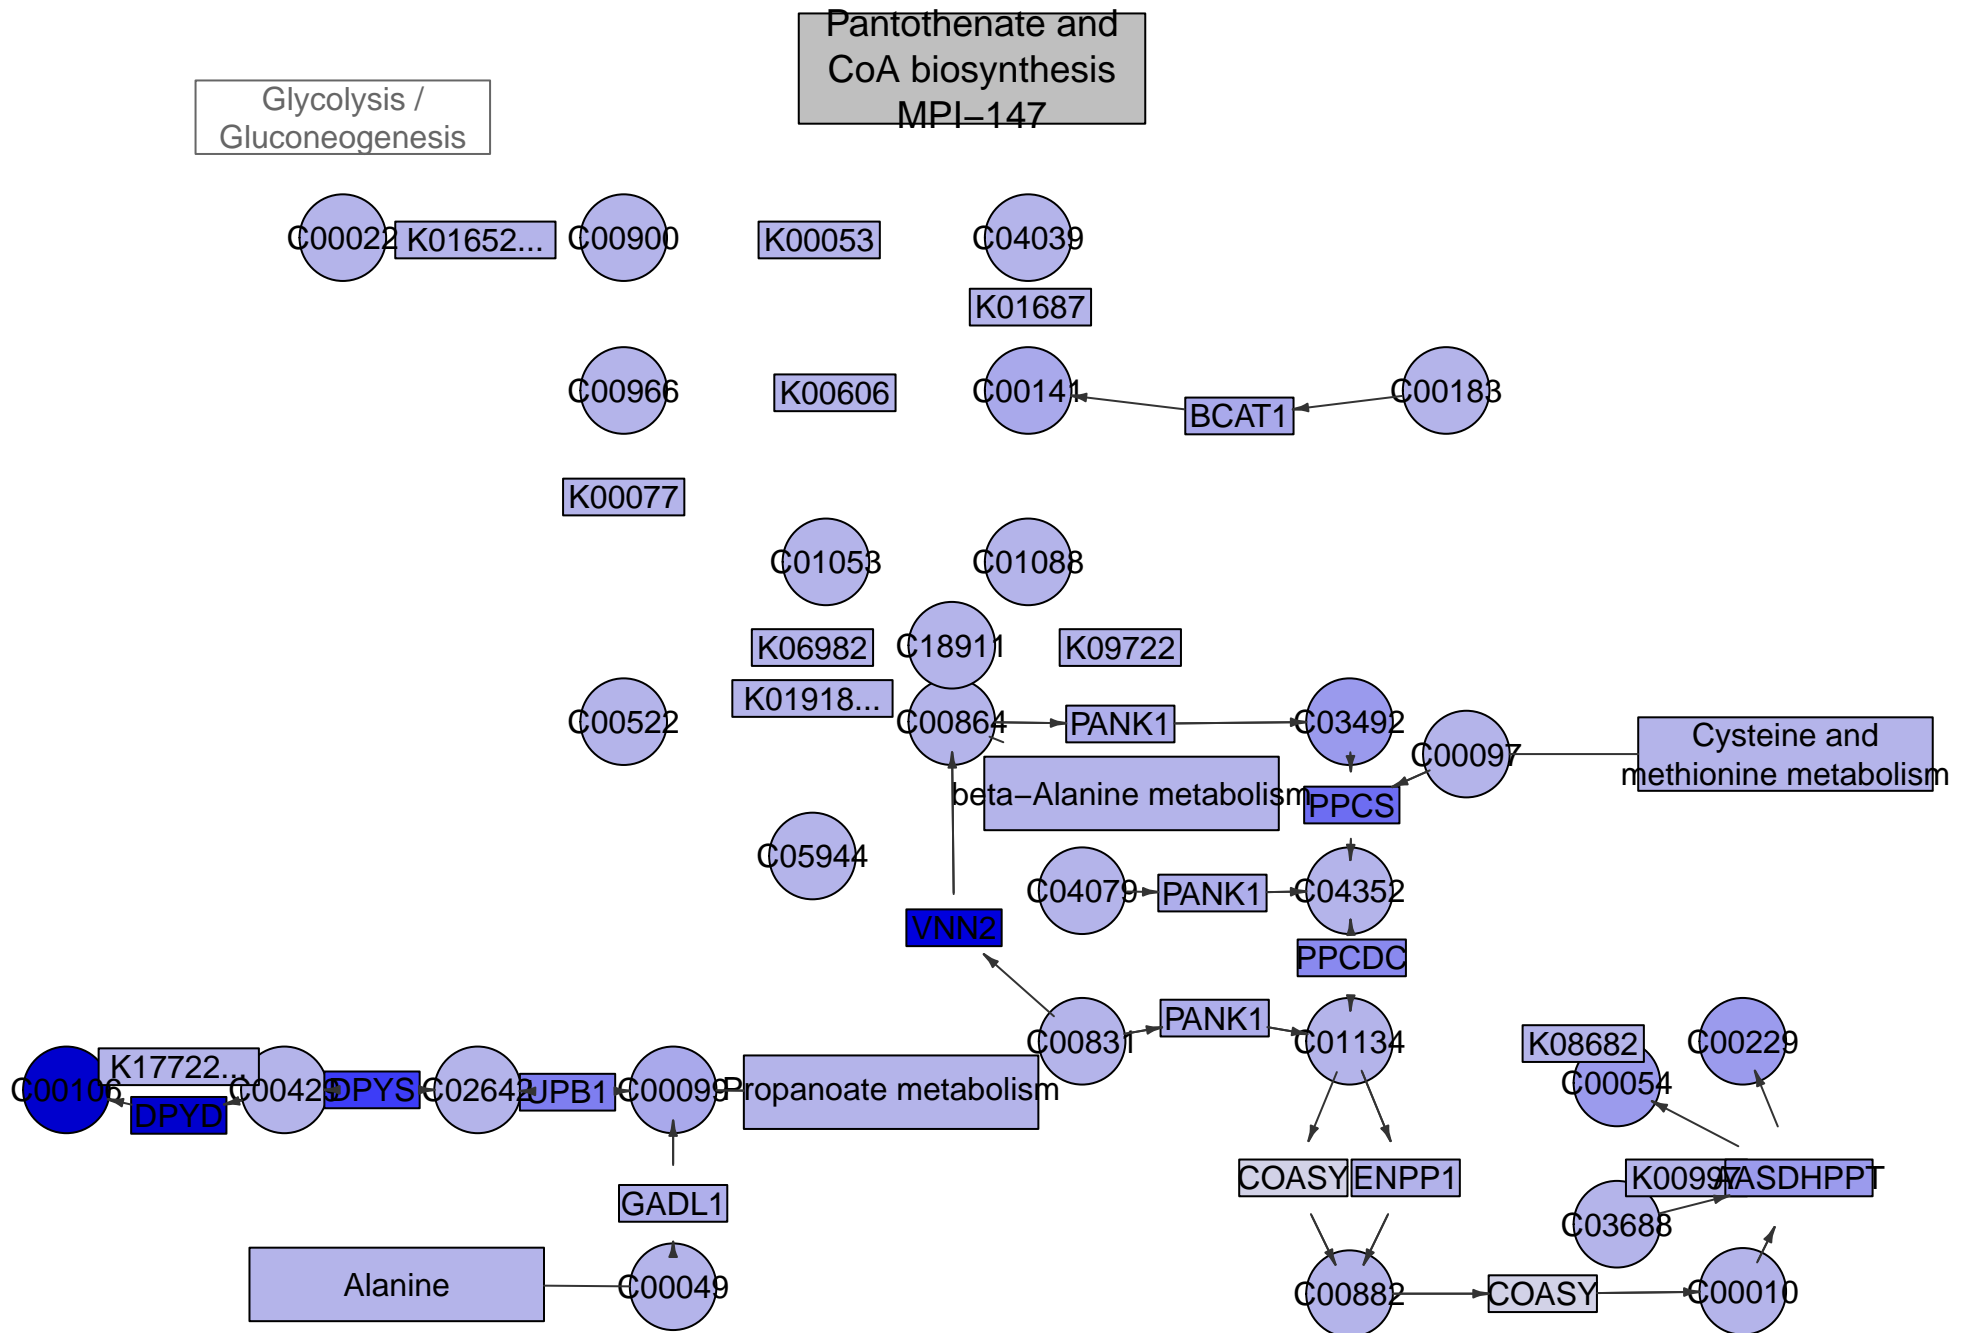 Pantothenate and
CoA biosynthesis
MPI−147
Glycolysis /
Gluconeogenesis
C00022
K01652...
C00900
K00053
C04039
K01687
C00966
K00606
C00141
BCAT1
C00183
K00077
C01053
C01088
K06982
C18911
K09722
K01918...
C00522
C00864
PANK1
C03492
C00097
Cysteine and
methionine metabolism
beta−Alanine metabolism
PPCS
C05944
C04079
PANK1
C04352
VNN2
PPCDC
C00831
PANK1
C01134
K08682
C00229
C00054
C00106
K17722...
DPYD
C00429
DPYS
C02642
UPB1
C00099
Propanoate metabolism
COASY
ENPP1
K00997
AASDHPPT
GADL1
C03688
Alanine
C00049
C00882
COASY
C00010